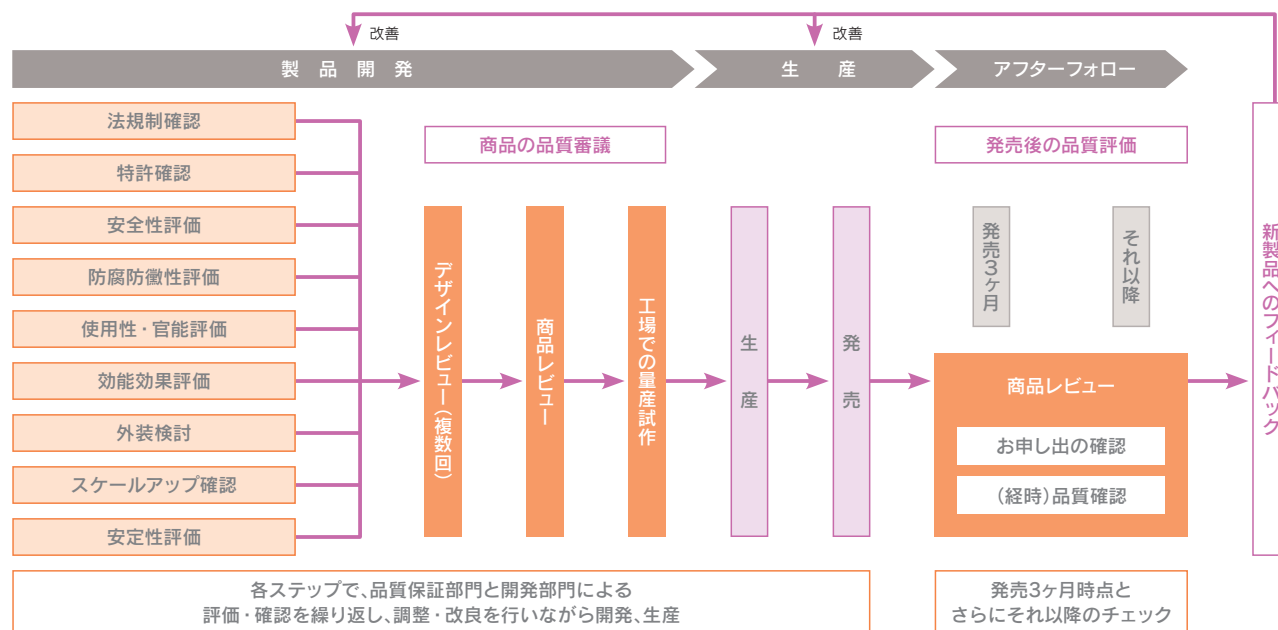 改善
改善
製品開発
生産
アフターフォロー
法規制確認
特許確認
安全性評価
防腐防黴性評価
使用性・官能評価
効能効果評価
外装検討
スケールアップ確認
安定性評価
商品の品質審議
デザインレビュー（複数回）
商品レビュー
工場での量産試作
生産
発売
発売後の品質評価
発売3ヶ月
それ以降
商品レビュー
お申し出の確認
（経時）品質確認
新製品へのフィードバック
各ステップで、品質保証部門と開発部門による
評価・確認を繰り返し、調整・改良を行いながら開発、生産
発売3ヶ月時点と
さらにそれ以降のチェック